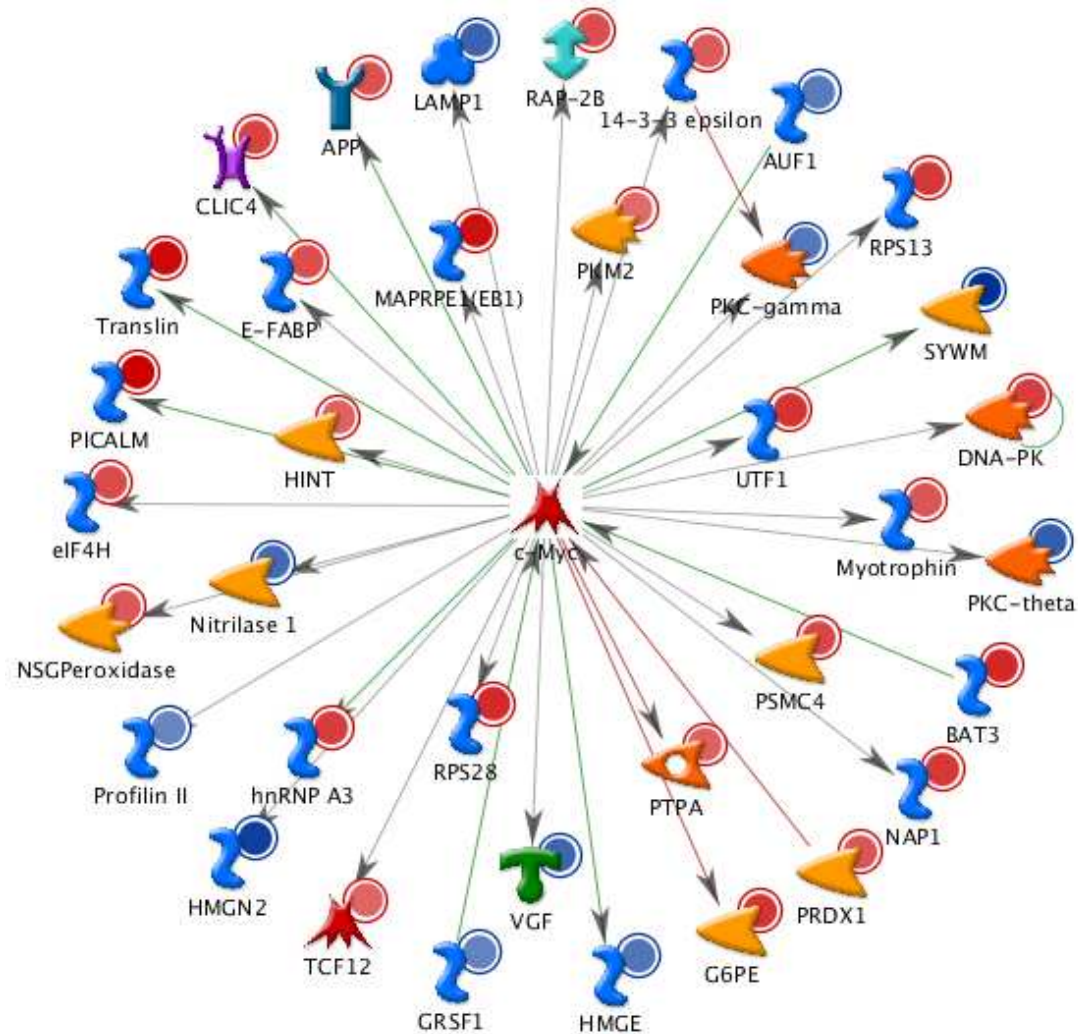 LAMP1
RAP-2B
14-3-3 epsilon
APP
AUF1
CLIC4
RPS13
PKM2
MAPRPE1(EB1)
PKC-gamma
Translin
E-FABP
SYWM
PICALM
HINT
UTF1
DNA-PK
eIF4H
c-Myc
Myotrophin
PKC-theta
Nitrilase 1
NSGPeroxidase
PSMC4
BAT3
Profilin II
hnRNP A3
RPS28
PTPA
NAP1
HMGN2
VGF
PRDX1
TCF12
G6PE
GRSF1
HMGE